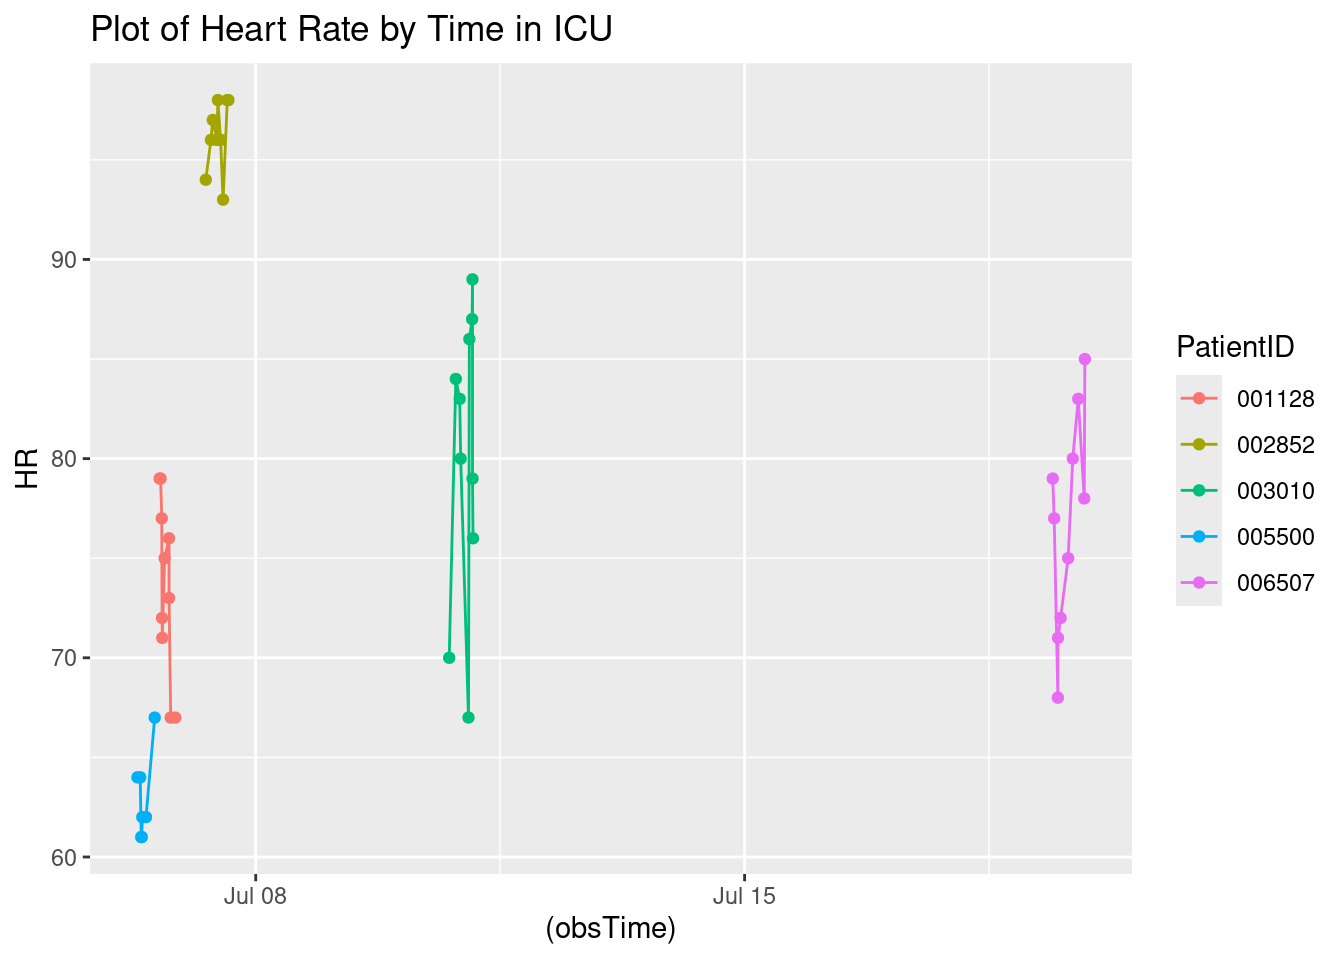 Plot of Heart Rate by Time in ICU
HR
90
80
70
60
Jul 08
Jul 15
(obsTime)
PatientID
001128
002852
003010
005500
006507